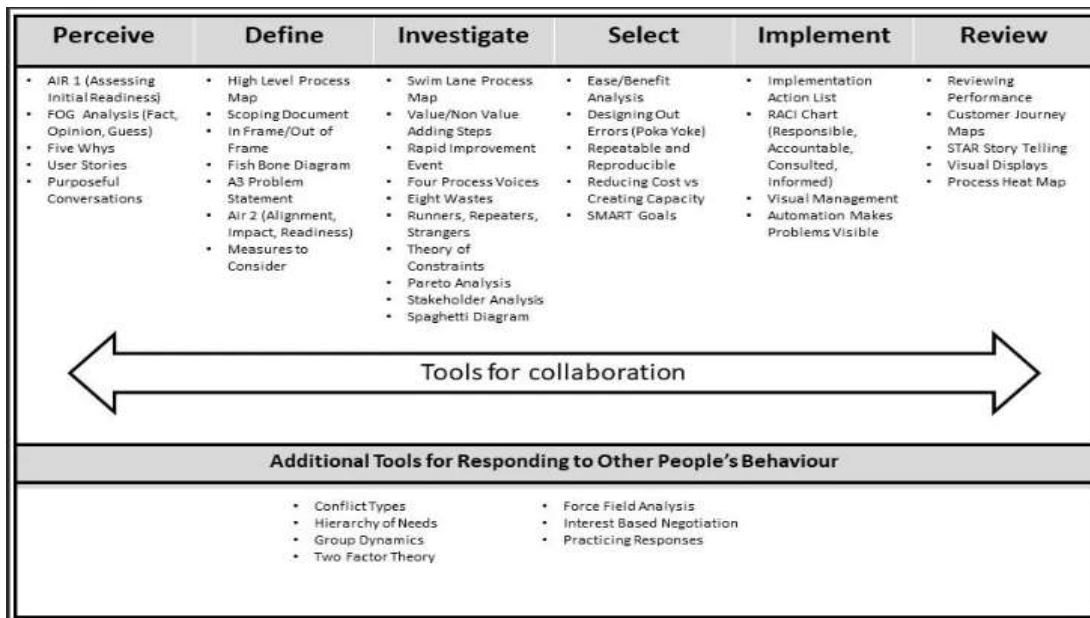 Perceive
Define
Investigate
Select
Implement
Review
• AIR 1 (Assessing
Initial Readiness)
• FOG Analysis (Fact,
Opinion, Guess)
• Five Whys
• User Stories
• Purposeful
Conversations
• High Level Process
Map
• Scoping Document
• In Frame/Out of
Frame
• Fish Bone Diagram
• A3 Problem
Statement
• Air 2 (Alignment,
Impact, Readiness)
• Measures to
Consider
• Swim Lane Process
Map
• Value/Non Value
Adding Steps
• Rapid Improvement
Event
• Four Process Voices
• Eight Wastes
• Runners, Repeaters,
Strangers
• Theory of
Constraints
• Pareto Analysis
• Stakeholder Analysis
• Spaghetti Diagram
• Ease/Benefit
Analysis
• Designing Out
Errors (Poka Yoke)
• Repeatable and
Reproducible
• Reducing Cost vs
Creating Capacity
• SMART Goals
• Implementation
Action List
• RACI Chart
(Responsible,
Accountable,
Consulted,
Informed)
• Visual Management
• Automation Makes
Problems Visible
• Reviewing
Performance
• Customer Journey
Maps
• STAR Story Telling
• Visual Displays
• Process Heat Map
Tools for collaboration
Additional Tools for Responding to Other People's Behaviour
• Conflict Types
• Hierarchy of Needs
• Group Dynamics
• Two Factor Theory
• Force Field Analysis
• Interest Based Negotiation
• Practicing Responses